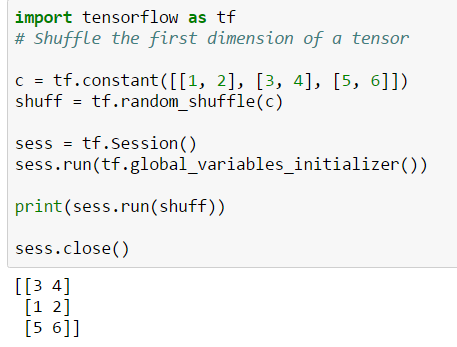 import tensorflow as tf
# Shuffle the first dimension of a tensor
c = tf.constant([[1, 2], [3, 4], [5, 6]])
shuff = tf.random_shuffle(c)
sess = tf.Session()
sess.run(tf.global_variables_initializer())
print(sess.run(shuff))
sess.close()
[[3 4]
 [1 2]
 [5 6]]